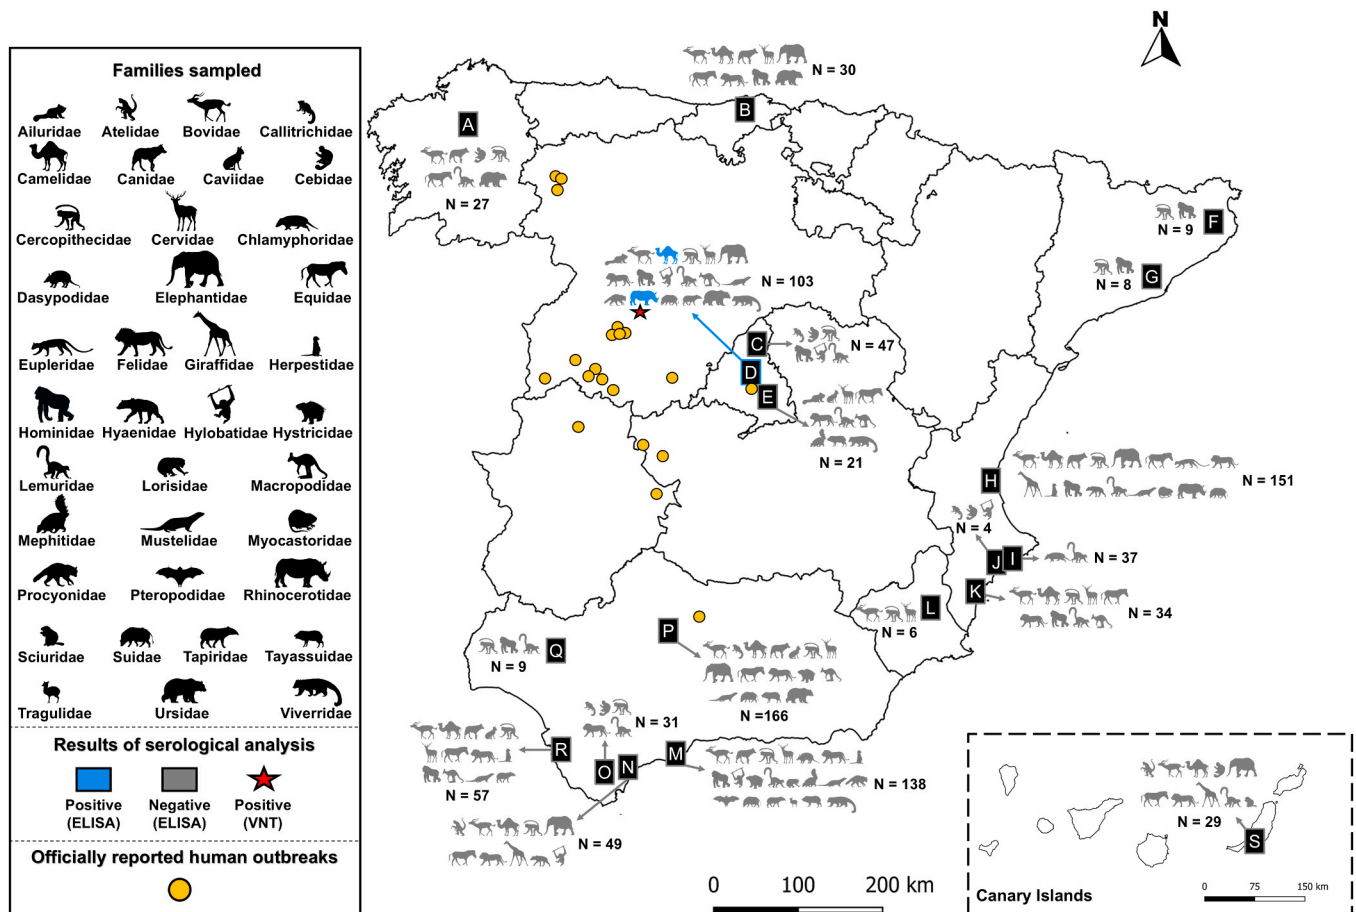 Families sampled
Ailuridae Atelidae Bovidae Callitrichidae
Camelidae Canidae Caviidae Cebidae
Cercopithecidae Cervidae Chlamyphoridae
Dasypodidae Elephantidae Equidae
Eupleridae Felidae Giraffidae Herpestidae
Hominidae Hyaenidae Hylobatidae Hystricidae
Lemuridae Lorisidae Macropodidae
Mephitidae Mustelidae Myocastoridae
Procyonidae Pteropodidae Rhinocerotidae
Sciuridae Suidae Tapiridae Tayassuidae
Tragulidae Ursidae Viverridae
Results of serological analysis
Positive (ELISA) Negative (ELISA) Positive (VNT)
Officially reported human outbreaks
N
A
N = 27
B
N = 30
C
N = 47
D
N = 103
E
N = 21
F
N = 9
G
N = 8
H
N = 151
I
N = 37
J
N = 4
K
N = 34
L
N = 6
M
N = 138
N
N = 49
O
N = 31
P
N =166
Q
N = 9
R
N = 57
S
N = 29
0 100 200 km
Canary Islands
0 75 150 km